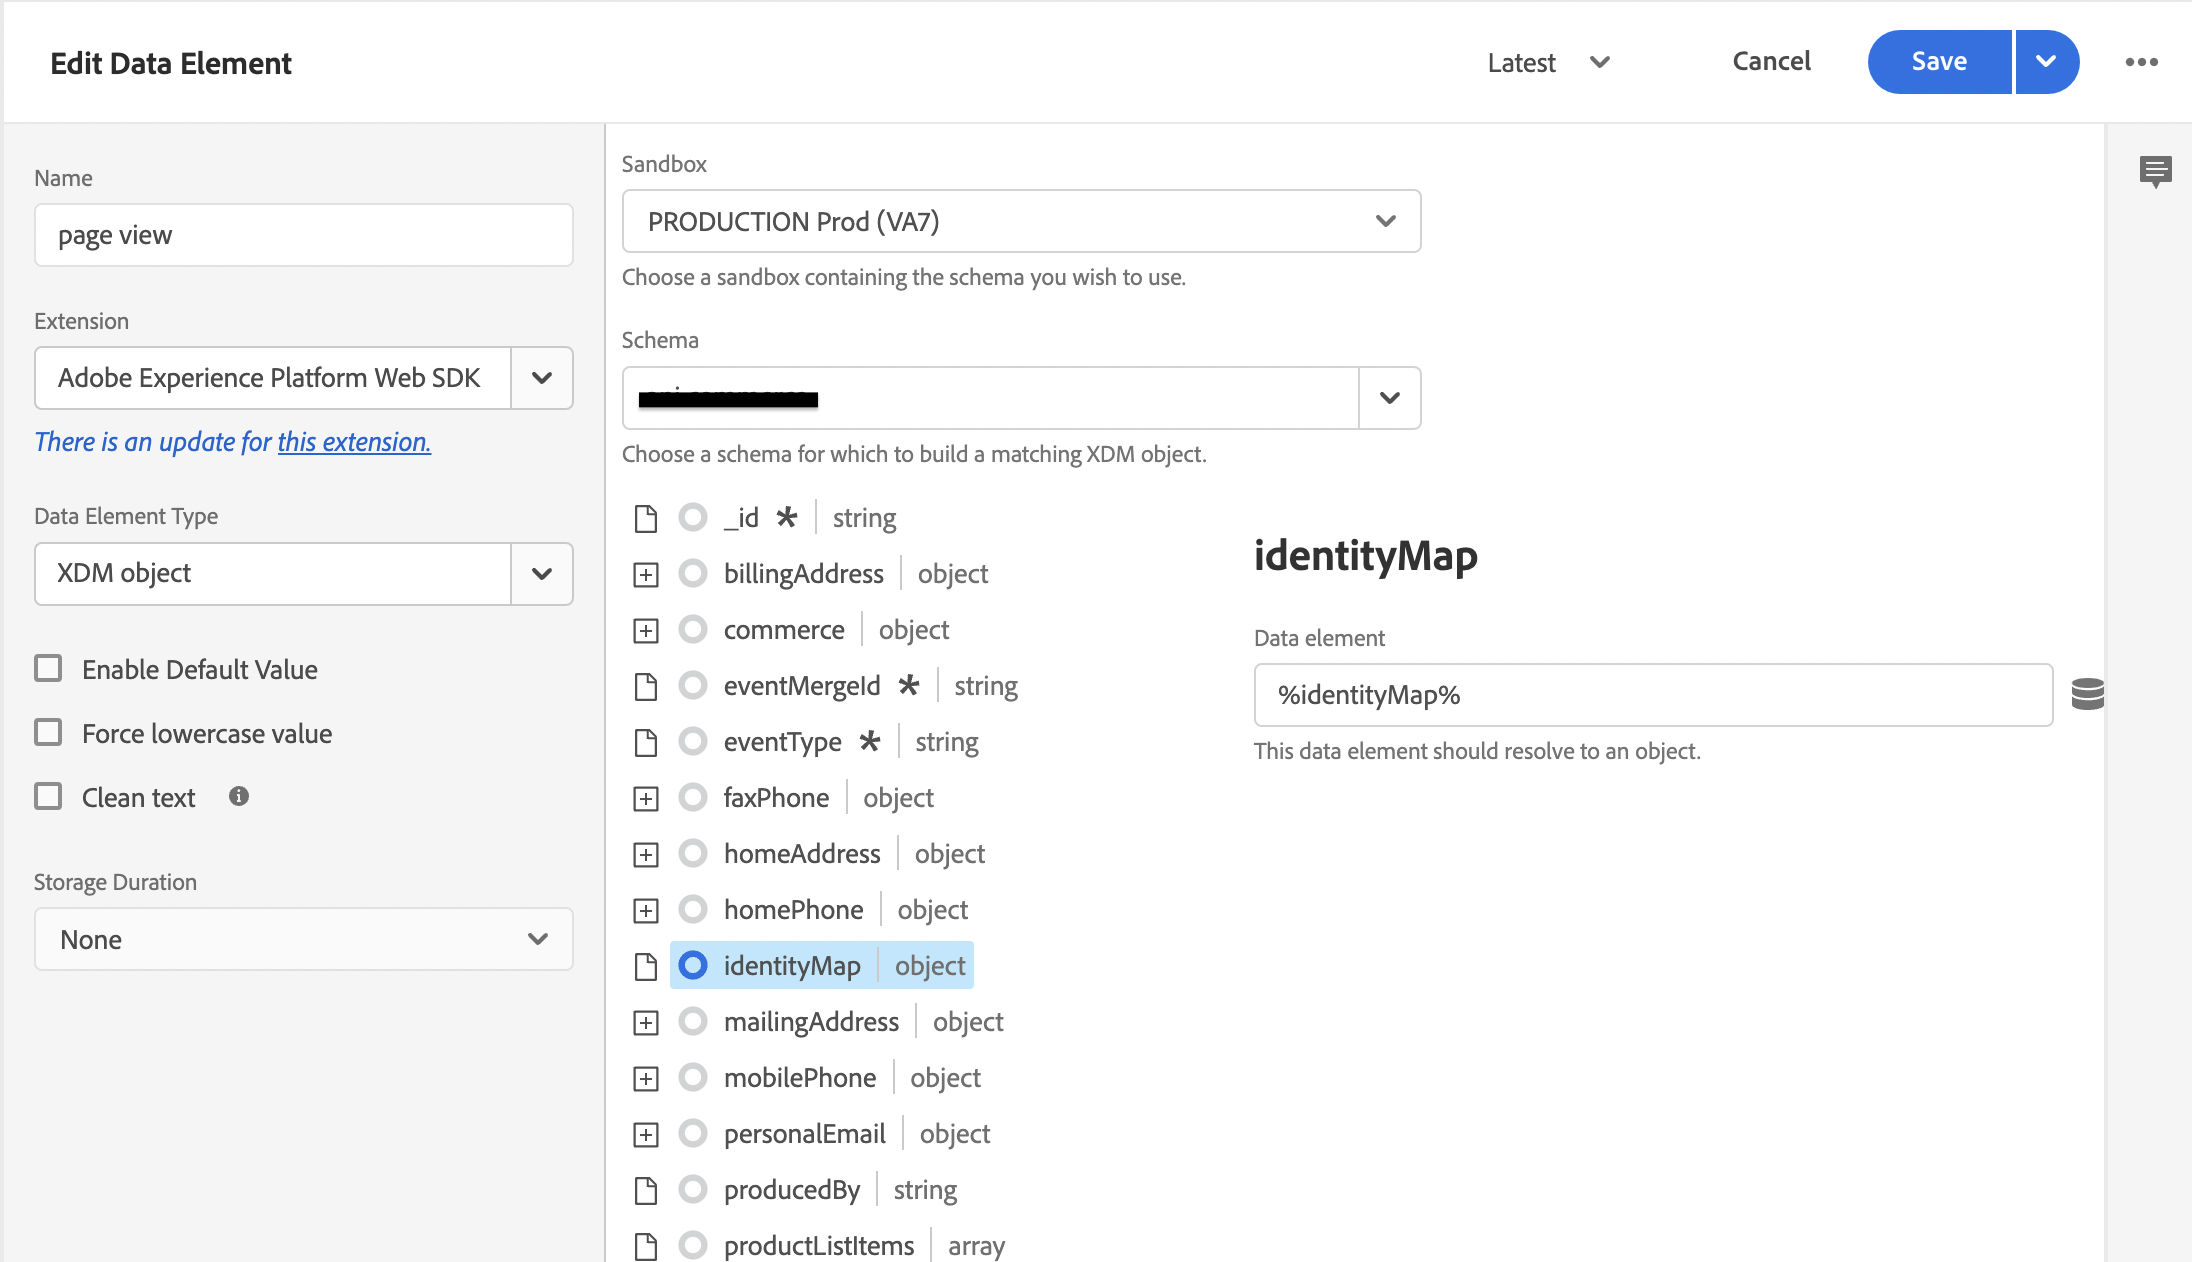 Edit Data Element
Latest
Cancel
Save
Name
page view
Extension
Adobe Experience Platform Web SDK
There is an update for this extension.
Data Element Type
XDM object
Enable Default Value
Force lowercase value
Clean text
Storage Duration
None
Sandbox
PRODUCTION Prod (VA7)
Choose a sandbox containing the schema you wish to use.
Schema
Choose a schema for which to build a matching XDM object.
_id * string
billingAddress object
commerce object
eventMergeId * string
eventType * string
faxPhone object
homeAddress object
homePhone object
identityMap object
mailingAddress object
mobilePhone object
personalEmail object
producedBy string
productListItems array
identityMap
Data element
%identityMap%
This data element should resolve to an object.